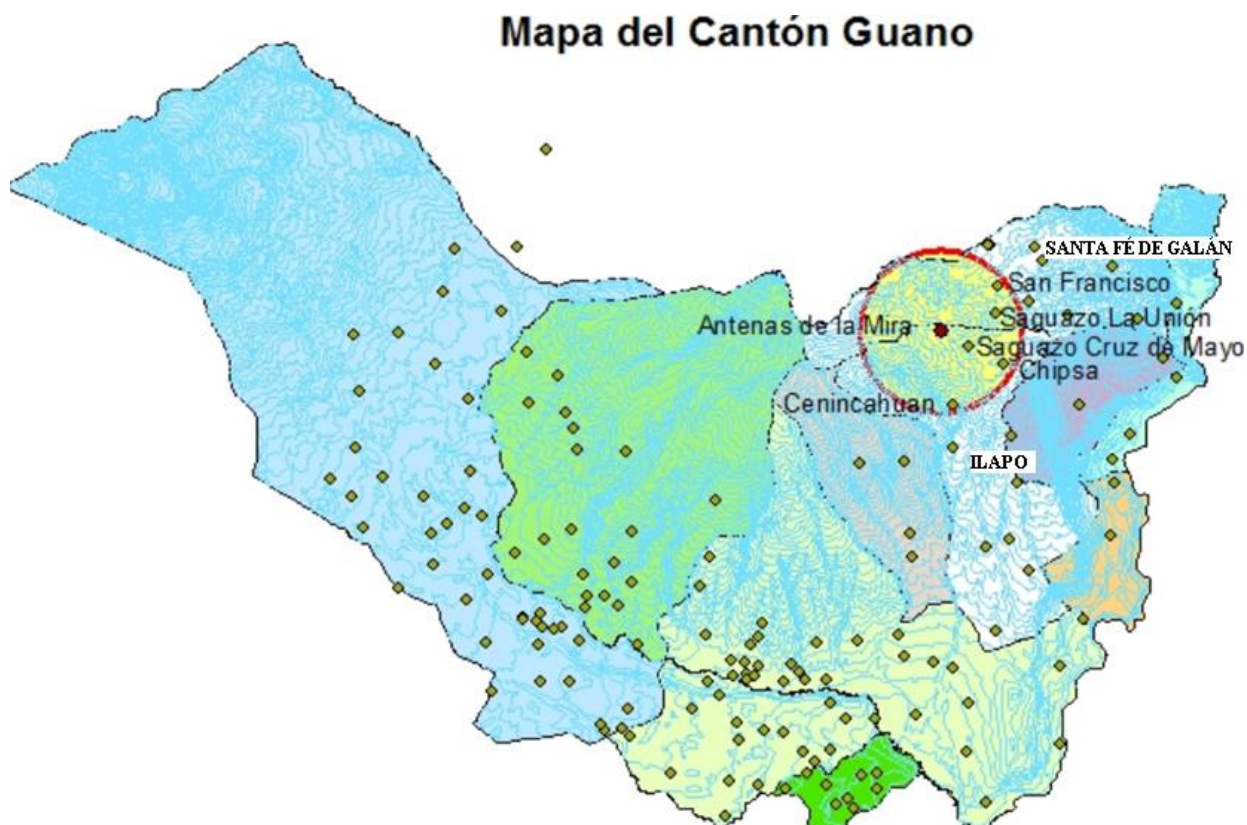 Mapa del Cantón Guano
SANTA FÉ DE GALÁN
San Francisco
Antenas de la Mira
Saguazo La Unión
Saguazo Cruz de Mayo
Chipsa
Cenincahuan
ILAPO